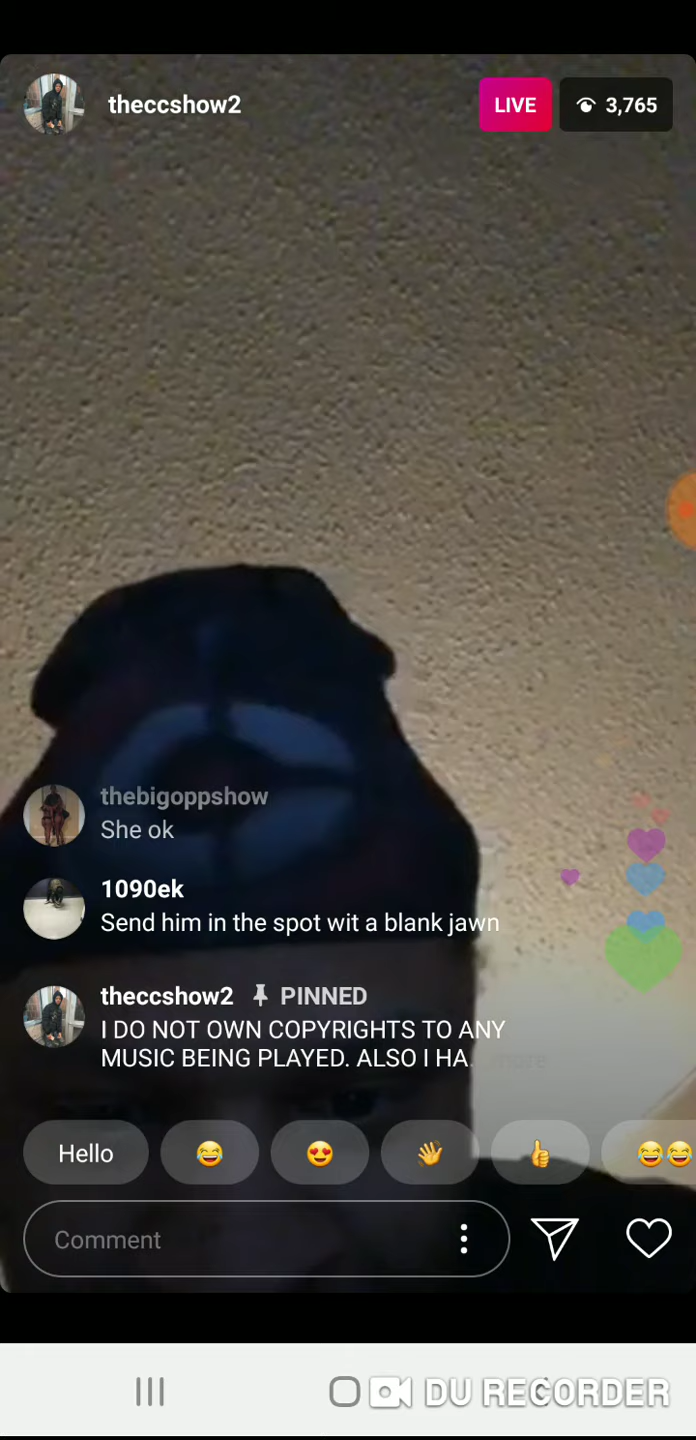 theccshow2
LIVE
3,765
thebigoppshow
She ok
1090ek
Send him in the spot wit a blank jawn
theccshow2 PINNED
I DO NOT OWN COPYRIGHTS TO ANY
MUSIC BEING PLAYED. ALSO I HA
more
Hello 😂 😍 👋 👍 😂😂
Comment
DU RECORDER